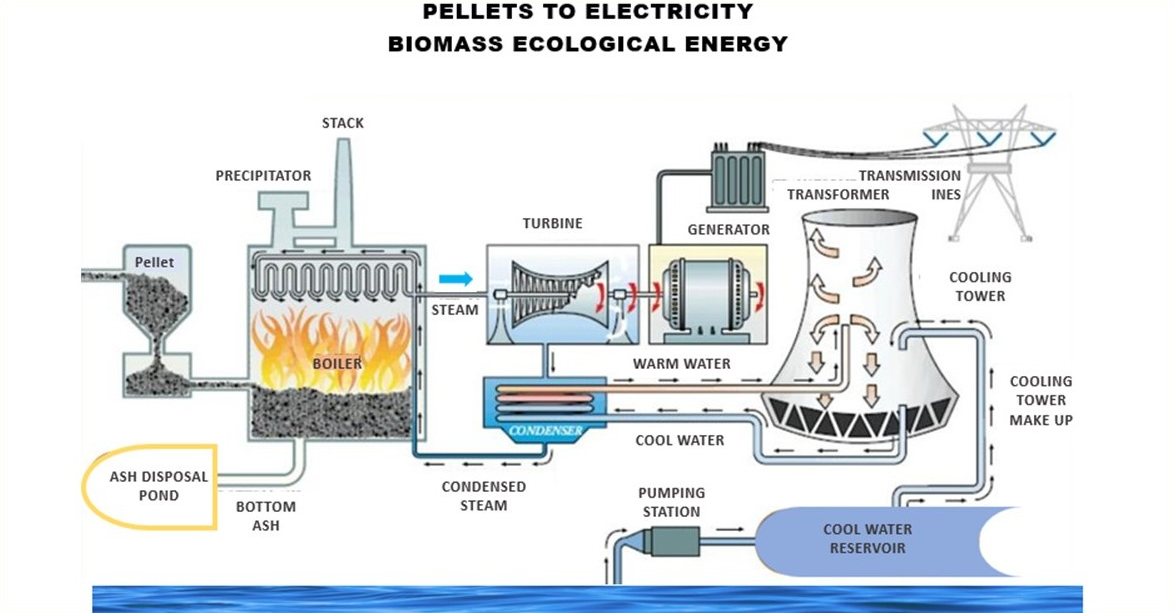 PELLETS TO ELECTRICITY
BIOMASS ECOLOGICAL ENERGY
STACK
PRECIPITATOR
TRANSMISSION
INES
TRANSFORMER
TURBINE
GENERATOR
Pellet
COOLING
TOWER
STEAM
BOILER
WARM WATER
COOLING
TOWER
MAKE UP
CONDENSER
COOL WATER
ASH DISPOSAL
POND
BOTTOM
ASH
CONDENSED
STEAM
PUMPING
STATION
COOL WATER
RESERVOIR